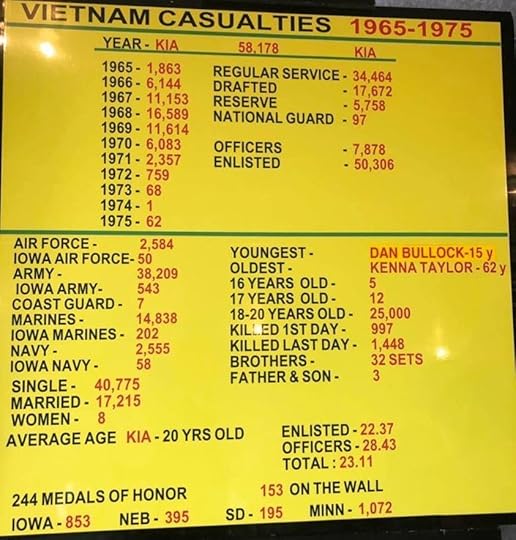 VIETNAM CASUALTIES 1965-1975
YEAR - KIA 58,178 KIA
1965 - 1,863
1966 - 6,144
1967 - 11,153
1968 - 16,589
1969 - 11,614
1970 - 6,083
1971 - 2,357
1972 - 759
1973 - 68
1974 - 1
1975 - 62
REGULAR SERVICE - 34,464
DRAFTED - 17,672
RESERVE - 5,758
NATIONAL GUARD - 97
OFFICERS - 7,878
ENLISTED - 50,306
AIR FORCE - 2,584
IOWA AIR FORCE - 50
ARMY - 38,209
IOWA ARMY - 543
COAST GUARD - 7
MARINES - 14,838
IOWA MARINES - 202
NAVY - 2,555
IOWA NAVY - 58
SINGLE - 40,775
MARRIED - 17,215
WOMEN - 8
YOUNGEST - DAN BULLOCK-15 y
OLDEST - KENNA TAYLOR - 62 y
16 YEARS OLD - 5
17 YEARS OLD - 12
18-20 YEARS OLD - 25,000
KILLED 1ST DAY - 997
KILLED LAST DAY - 1,448
BROTHERS - 32 SETS
FATHER & SON - 3
AVERAGE AGE KIA - 20 YRS OLD
ENLISTED - 22.37
OFFICERS - 28.43
TOTAL : 23.11
244 MEDALS OF HONOR 153 ON THE WALL
IOWA - 853 NEB - 395 SD - 195 MINN - 1,072